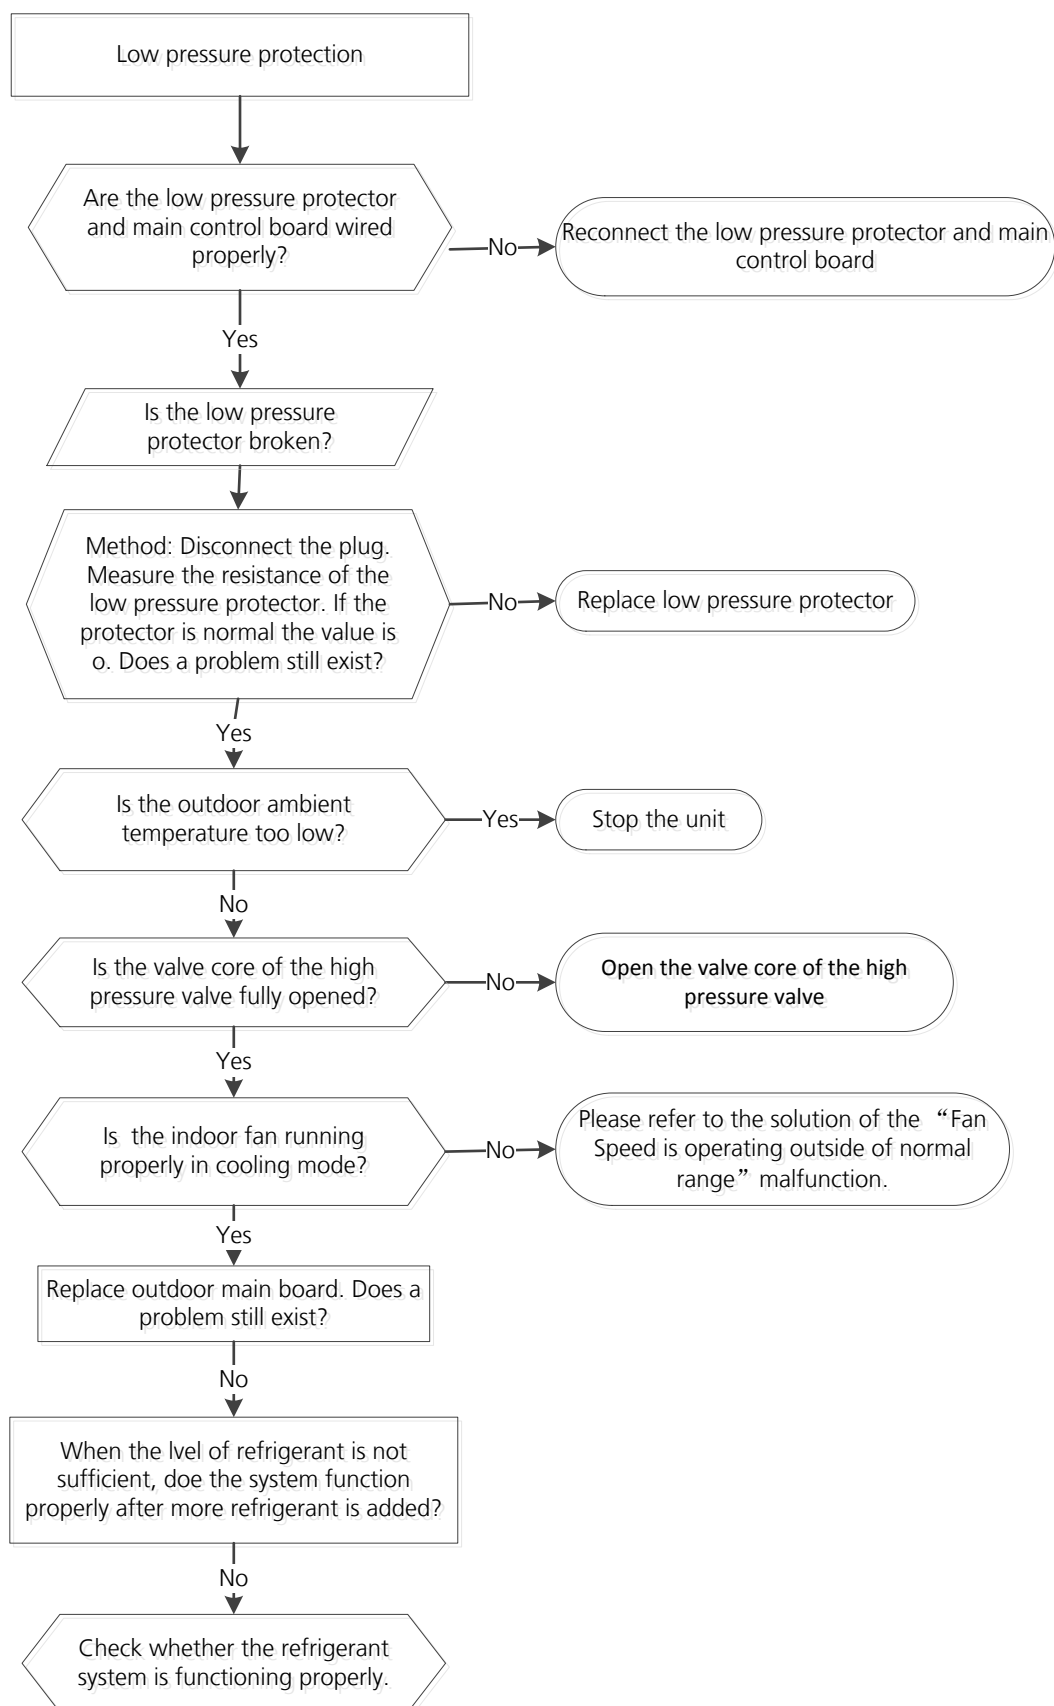 Low pressure protection
Are the low pressure protector
and main control board wired
properly?
No
Reconnect the low pressure protector and main
control board
Yes
Is the low pressure
protector broken?
Method: Disconnect the plug.
Measure the resistance of the
low pressure protector. If the
protector is normal the value is
o. Does a problem still exist?
No
Replace low pressure protector
Yes
Is the outdoor ambient
temperature too low?
Yes
Stop the unit
No
Is the valve core of the high
pressure valve fully opened?
No
Open the valve core of the high
pressure valve
Yes
Is the indoor fan running
properly in cooling mode?
No
Please refer to the solution of the “Fan
Speed is operating outside of normal
range” malfunction.
Yes
Replace outdoor main board. Does a
problem still exist?
No
When the lvel of refrigerant is not
sufficient, doe the system function
properly after more refrigerant is added?
No
Check whether the refrigerant
system is functioning properly.